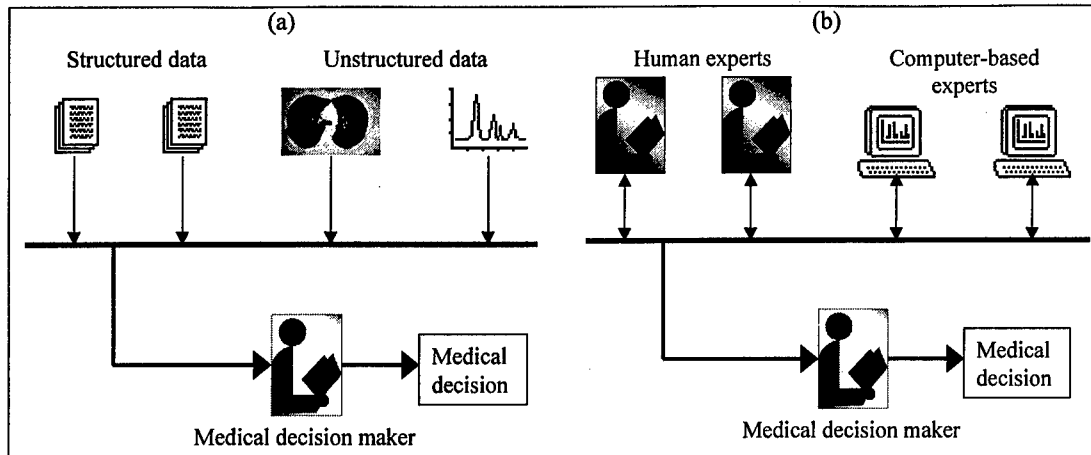 (a)
Structured data
Unstructured data
Medical
decision
Medical decision maker
(b)
Human experts
Computer-based
experts
Medical
decision
Medical decision maker